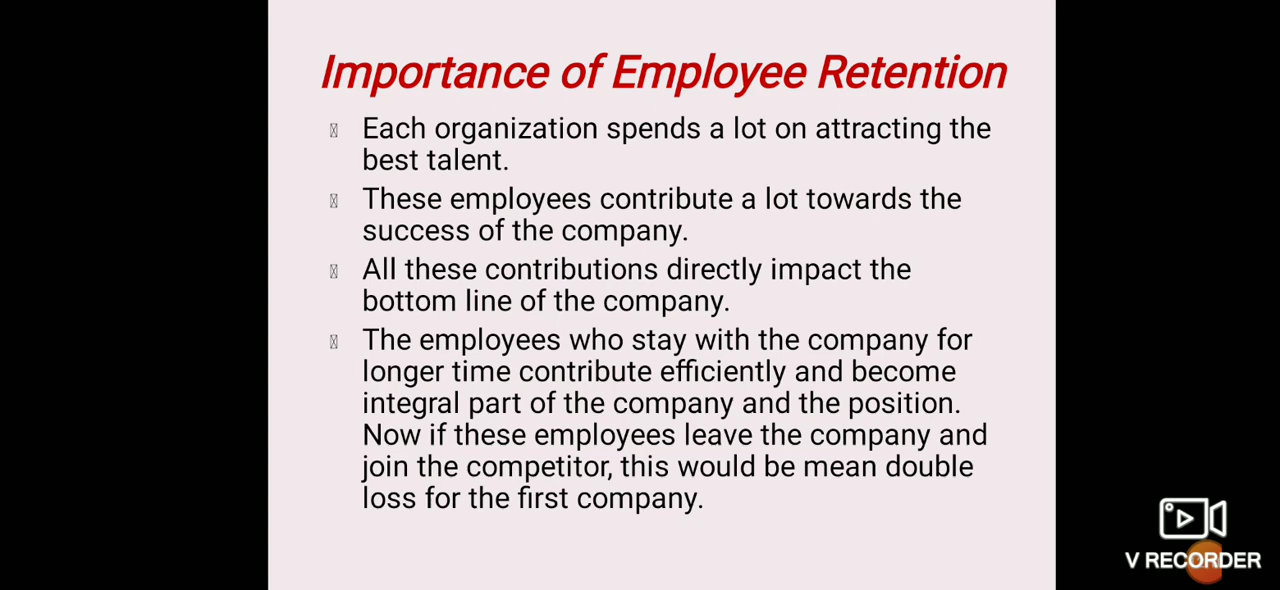 Importance of Employee Retention
Each organization spends a lot on attracting the
best talent.
These employees contribute a lot towards the
success of the company.
All these contributions directly impact the
bottom line of the company.
The employees who stay with the company for
longer time contribute efficiently and become
integral part of the company and the position.
Now if these employees leave the company and
join the competitor, this would be mean double
loss for the first company.
V RECORDER